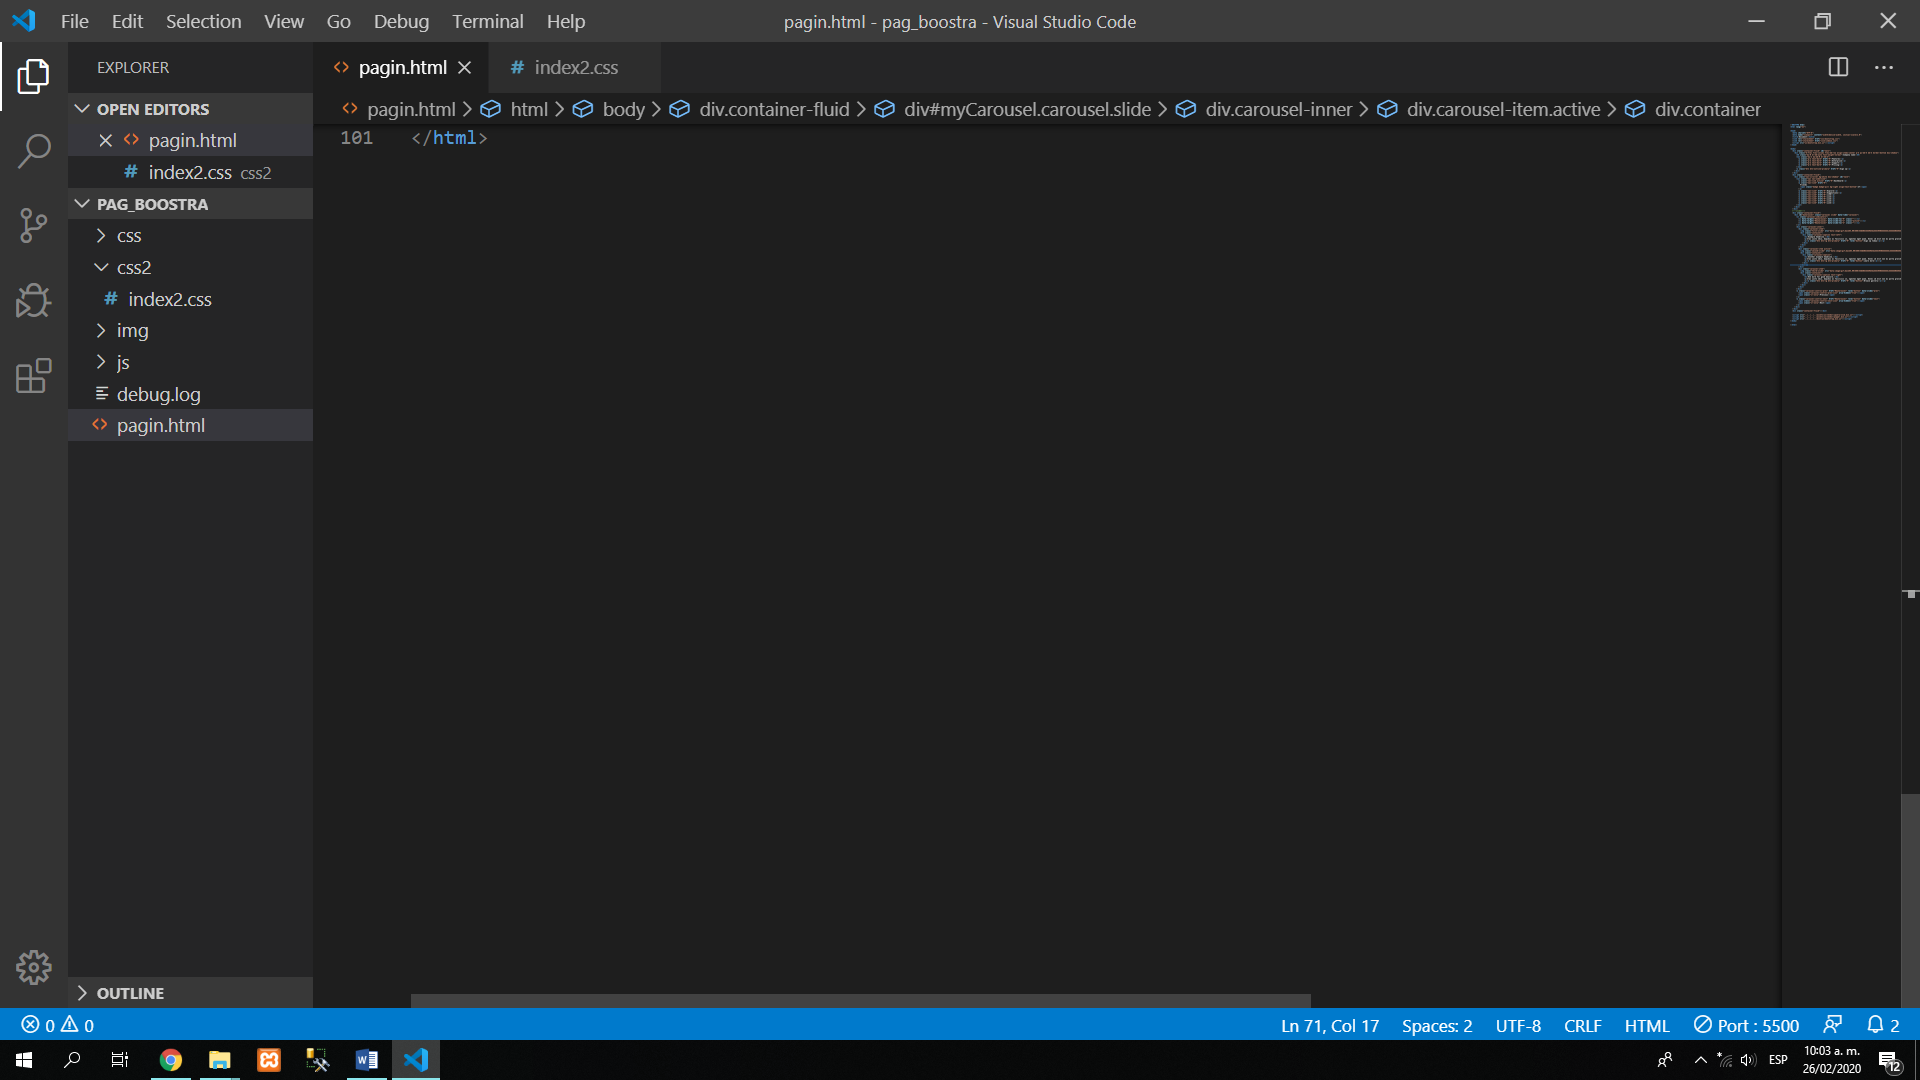 File Edit Selection View Go Debug Terminal Help
pagin.html - pag_boostra - Visual Studio Code
EXPLORER
OPEN EDITORS
pagin.html
index2.css css2
PAG_BOOSTRA
css
css2
index2.css
img
js
debug.log
pagin.html
OUTLINE
pagin.html
index2.css
pagin.html > html > body > div.container-fluid > div#myCarousel.carousel.slide > div.carousel-inner > div.carousel-item.active > div.container
101 </html>
0 0
Ln 71, Col 17 Spaces: 2 UTF-8 CRLF HTML Port : 5500 2
ESP
10:03 a. m.
26/02/2020
12